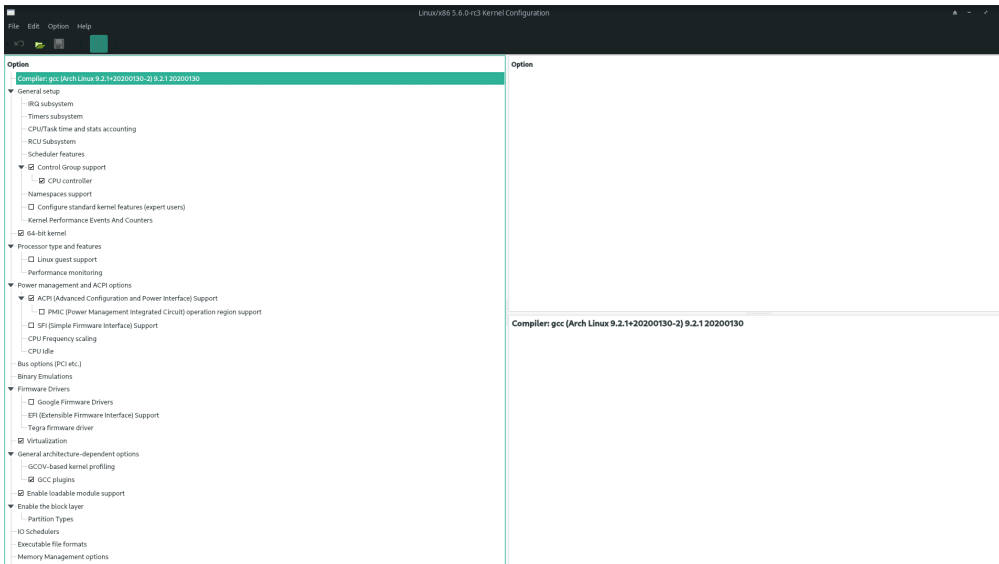 Linux/x86 5.6.0-rc3 Kernel Configuration
File Edit Option Help
Option
Compiler: gcc (Arch Linux 9.2.1+20200130-2) 9.2.1 20200130
General setup
IRQ subsystem
Timers subsystem
CPU/Task time and stats accounting
RCU Subsystem
Scheduler features
Control Group support
CPU controller
Namespaces support
Configure standard kernel features (expert users)
Kernel Performance Events And Counters
64-bit kernel
Processor type and features
Linux guest support
Performance monitoring
Power management and ACPI options
ACPI (Advanced Configuration and Power Interface) Support
PMIC (Power Management Integrated Circuit) operation region support
SFI (Simple Firmware Interface) Support
CPU Frequency scaling
CPU Idle
Bus options (PCI etc.)
Binary Emulations
Firmware Drivers
Google Firmware Drivers
EFI (Extensible Firmware Interface) Support
Tegra firmware driver
Virtualization
General architecture-dependent options
GCOV-based kernel profiling
GCC plugins
Enable loadable module support
Enable the block layer
Partition Types
IO Schedulers
Executable file formats
Memory Management options
Option
Compiler: gcc (Arch Linux 9.2.1+20200130-2) 9.2.1 20200130